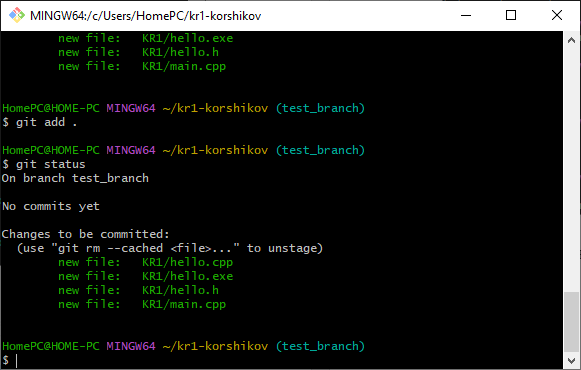 MINGW64:/c/Users/HomePC/kr1-korshikov
new file:   KR1/hello.exe
new file:   KR1/hello.h
new file:   KR1/main.cpp
HomePC@HOME-PC MINGW64 ~/kr1-korshikov (test_branch)
$ git add .
HomePC@HOME-PC MINGW64 ~/kr1-korshikov (test_branch)
$ git status
On branch test_branch
No commits yet
Changes to be committed:
  (use "git rm --cached <file>..." to unstage)
        new file:   KR1/hello.cpp
        new file:   KR1/hello.exe
        new file:   KR1/hello.h
        new file:   KR1/main.cpp
HomePC@HOME-PC MINGW64 ~/kr1-korshikov (test_branch)
$